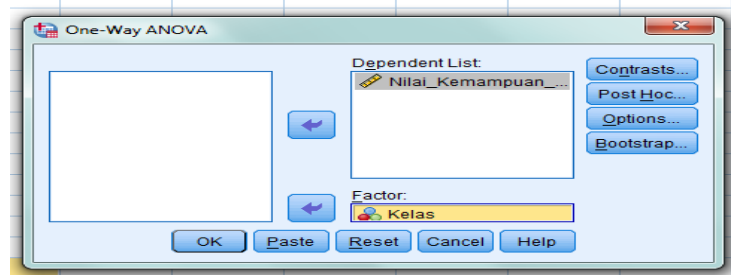 One-Way ANOVA
Dependent List:
Nilai_Kemampuan_...
Contrasts...
Post Hoc...
Options...
Bootstrap...
Factor:
Kelas
OK Paste Reset Cancel Help